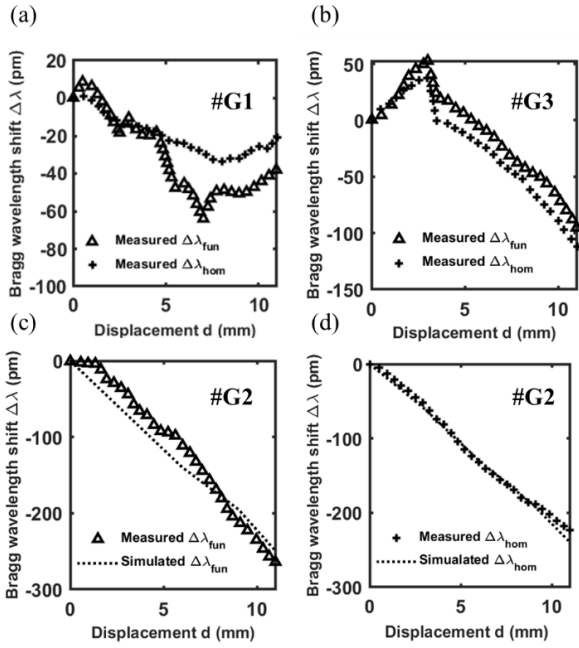 (a)
Bragg wavelength shift Δλ (pm)
20
0
-20
-40
-60
-80
-100
#G1
Measured Δλfun
Measured Δλhom
0 5 10
Displacement d (mm)
(b)
Bragg wavelength shift Δλ (pm)
50
0
-50
-100
-150
#G3
Measured Δλfun
Measured Δλhom
0 5 10
Displacement d (mm)
(c)
Bragg wavelength shift Δλ (pm)
0
-100
-200
-300
#G2
Measured Δλfun
Simulated Δλfun
0 5 10
Displacement d (mm)
(d)
Bragg wavelength shift Δλ (pm)
0
-100
-200
-300
#G2
Measured Δλhom
Simualated Δλhom
0 5 10
Displacement d (mm)